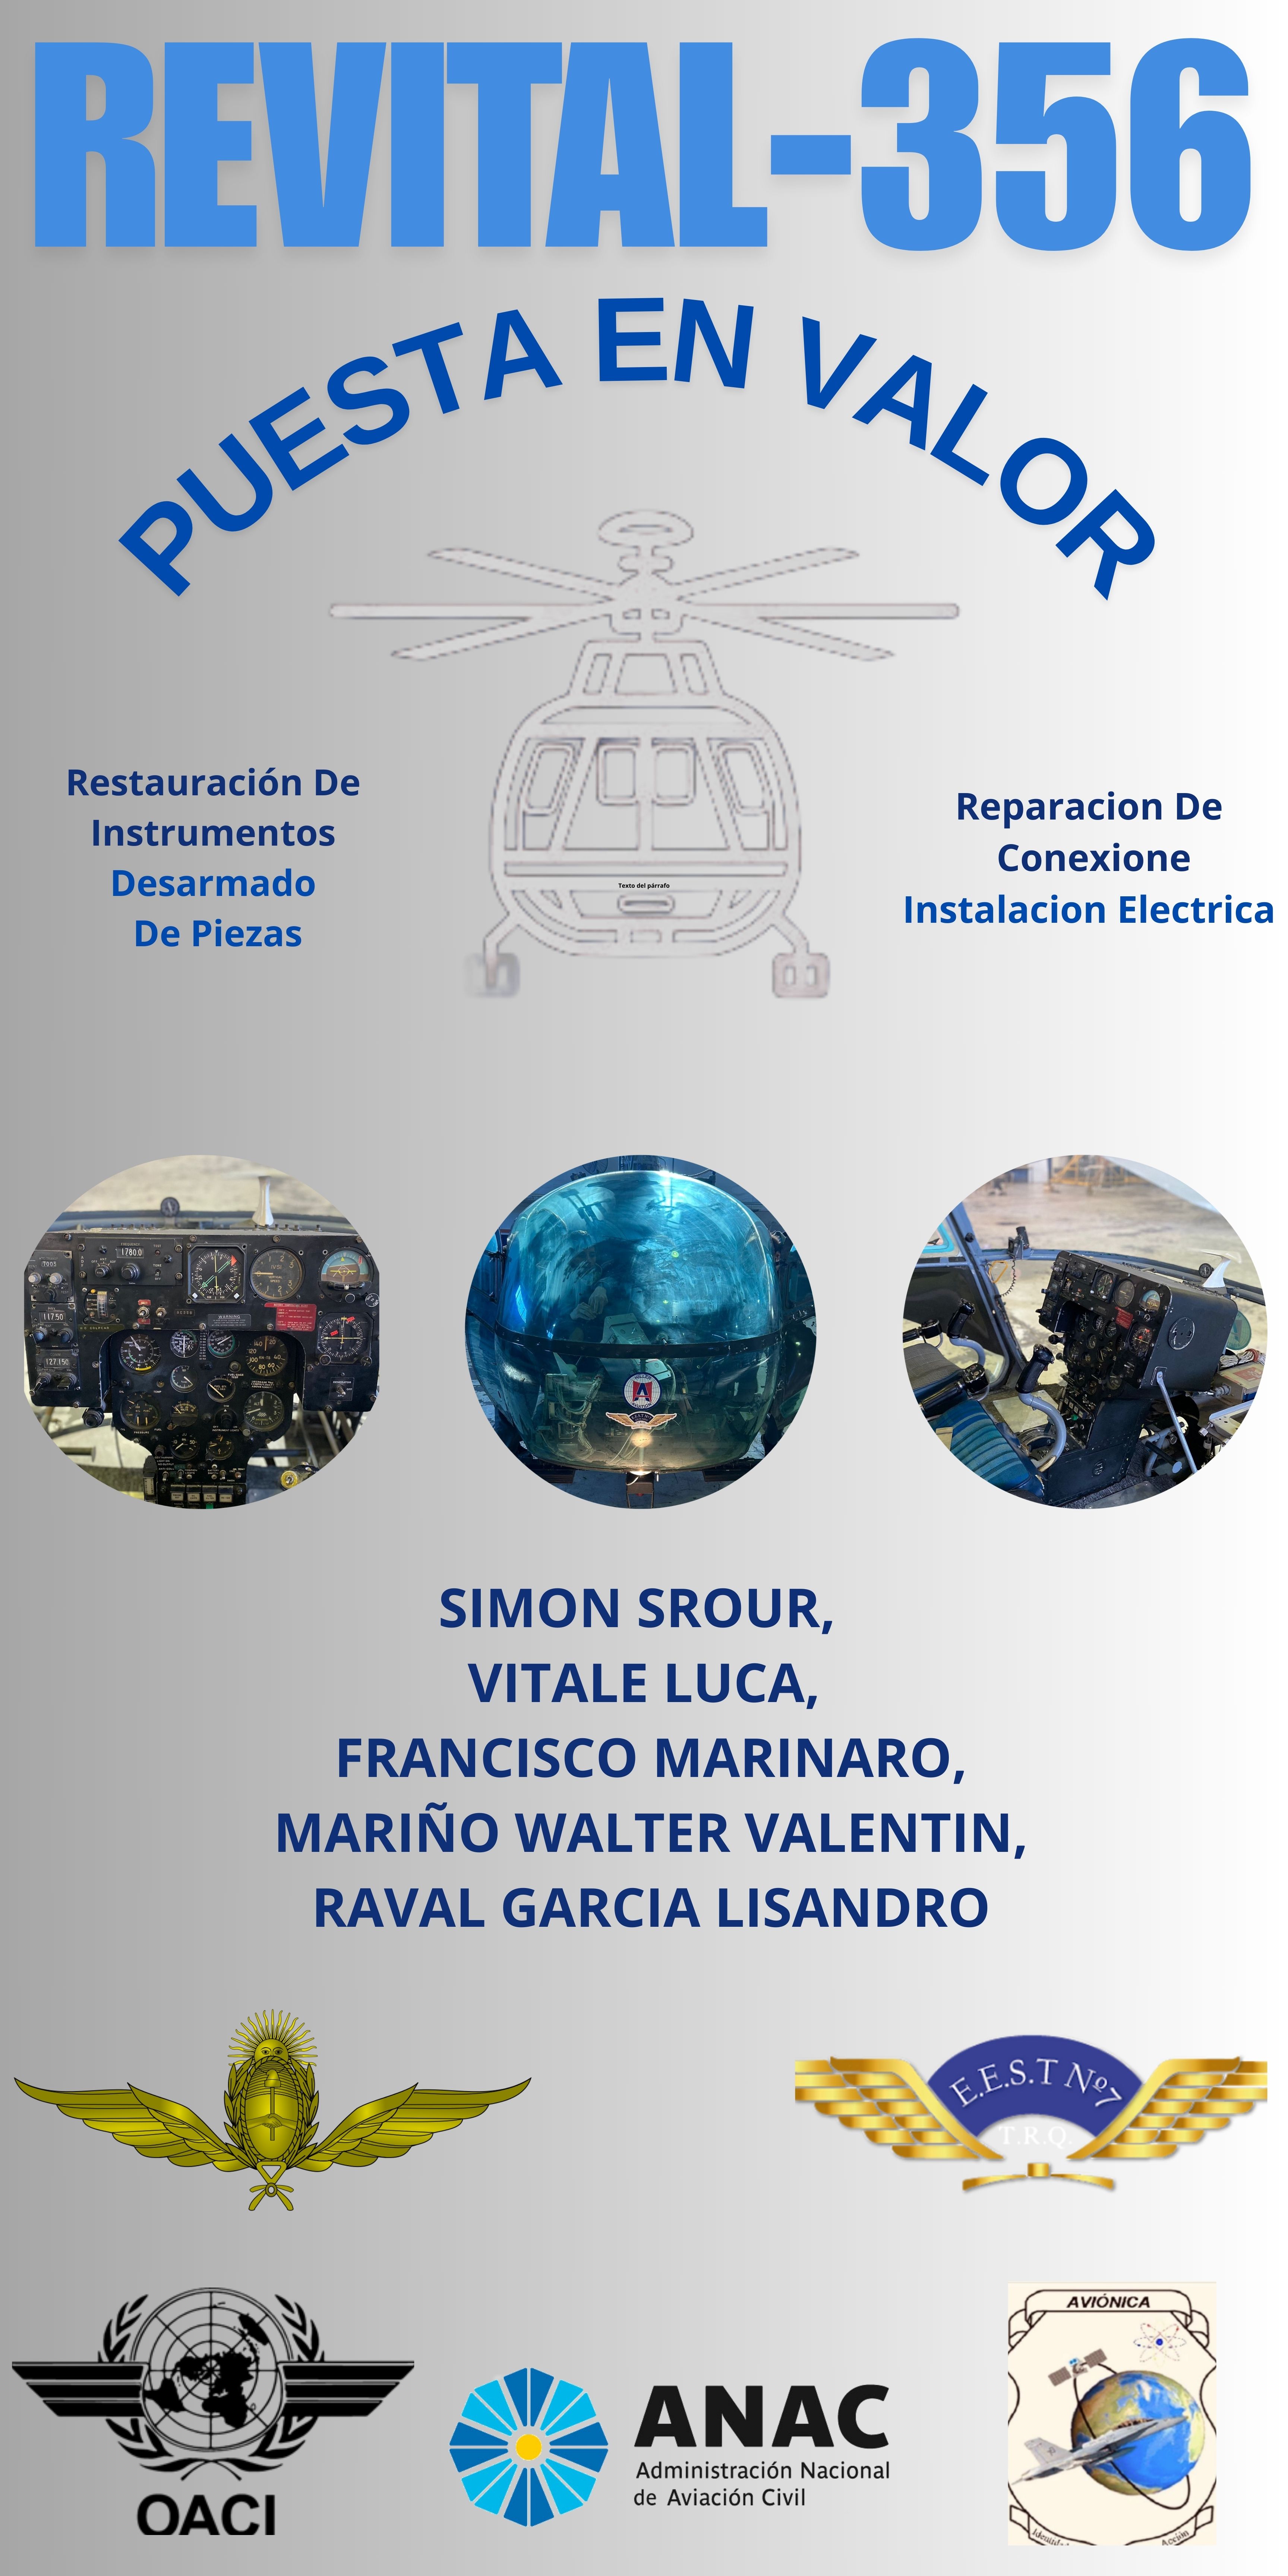 REVITAL-356
PUESTA EN VALOR
Restauración De
Instrumentos
Desarmado
De Piezas
Reparacion De
Conexione
Instalacion Electrica
Texto del párrafo
SIMON SROUR,
VITALE LUCA,
FRANCISCO MARINARO,
MARIÑO WALTER VALENTIN,
RAVAL GARCIA LISANDRO
E.E.S.T Nº7
T.R.Q.
OACI
ANAC
Administración Nacional
de Aviación Civil
AVIÓNICA
Acción